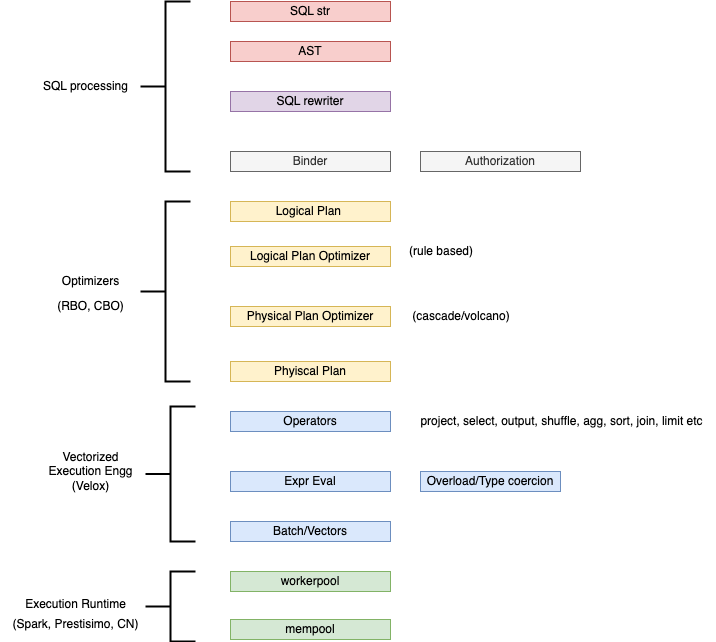 SQL str
AST
SQL processing
SQL rewriter
Binder
Authorization
Logical Plan
Logical Plan Optimizer
(rule based)
Optimizers
(RBO, CBO)
Physical Plan Optimizer
(cascade/volcano)
Phyiscal Plan
Operators
project, select, output, shuffle, agg, sort, join, limit etc
Vectorized
Execution Engg
(Velox)
Expr Eval
Overload/Type coercion
Batch/Vectors
workerpool
Execution Runtime
(Spark, Prestisimo, CN)
mempool